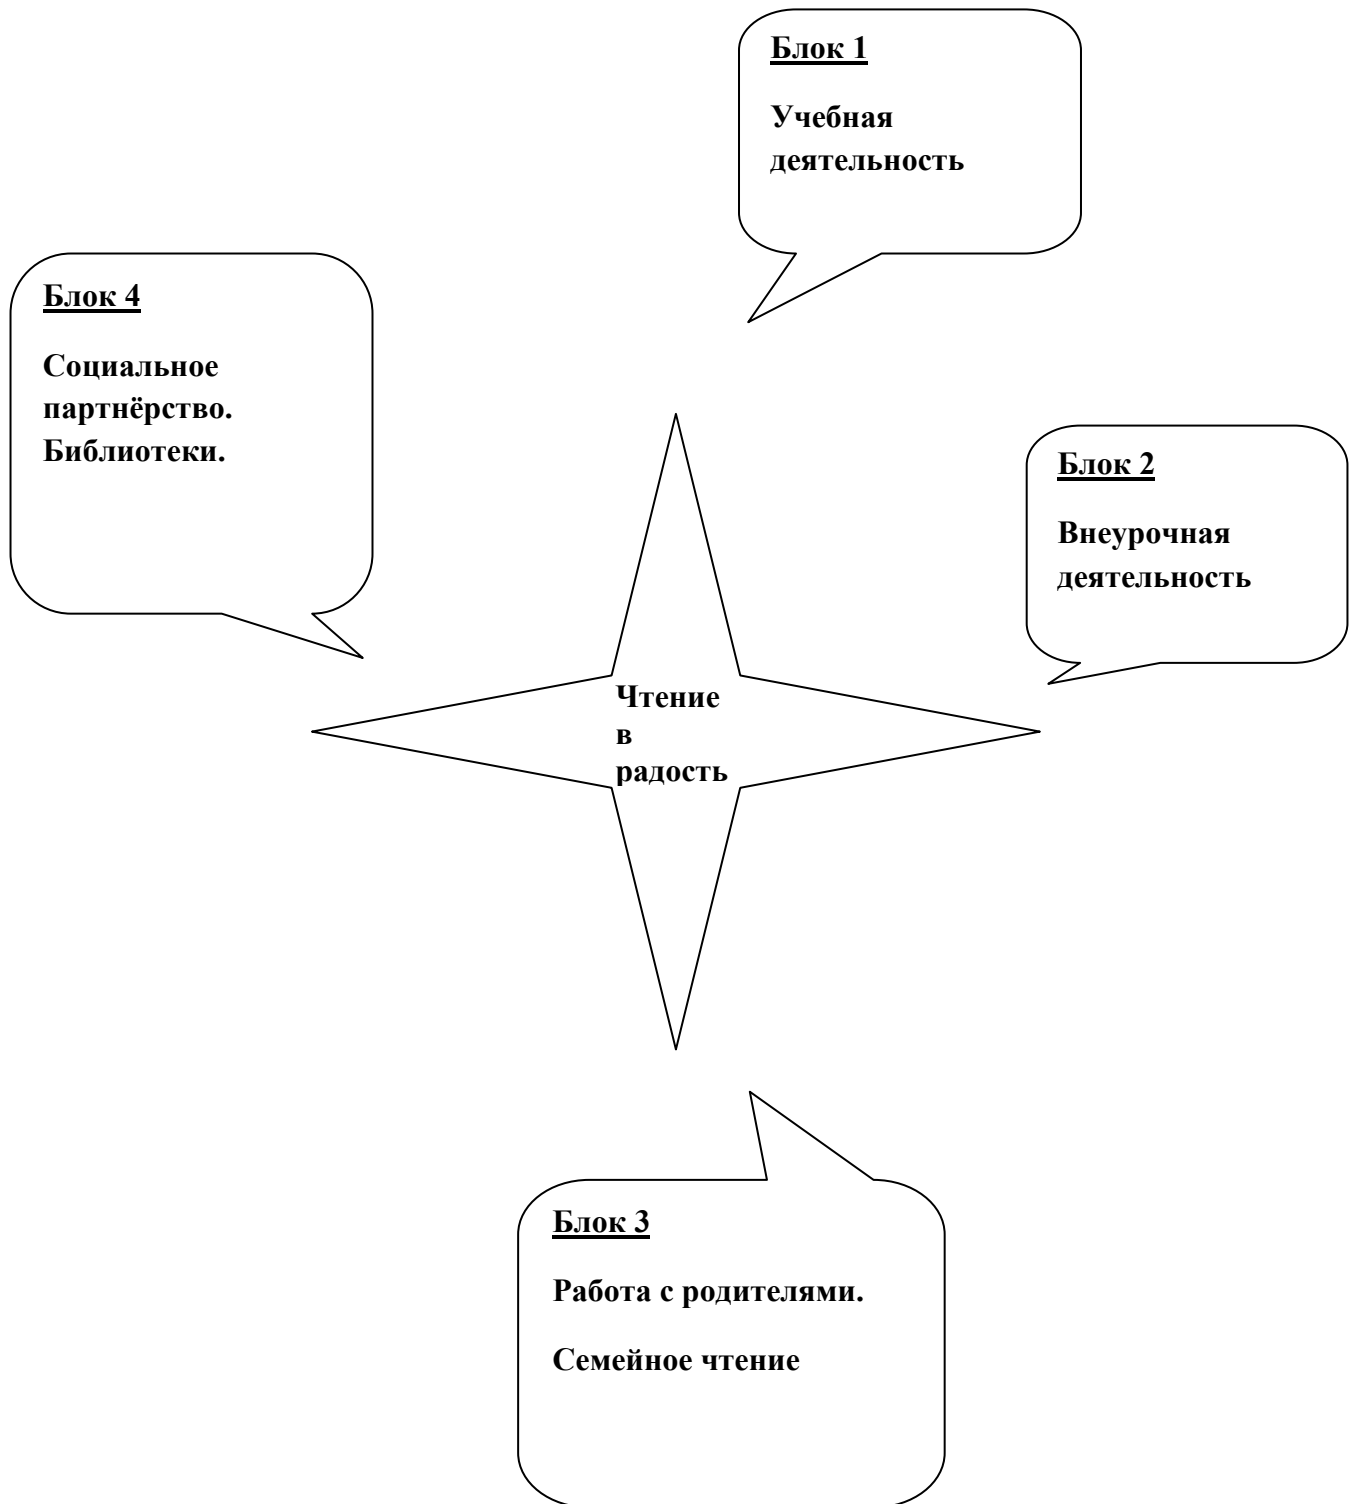 Блок 1
Учебная
деятельность
Блок 4
Социальное
партнёрство.
Библиотеки.
Блок 2
Внеурочная
деятельность
Чтение
в
радость
Блок 3
Работа с родителями.
Семейное чтение